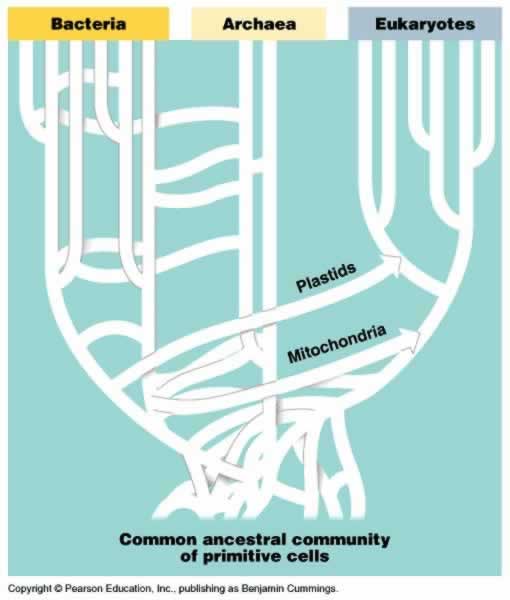 Bacteria
Archaea
Eukaryotes
Plastids
Mitochondria
Common ancestral community
of primitive cells
Copyright © Pearson Education, Inc., publishing as Benjamin Cummings.